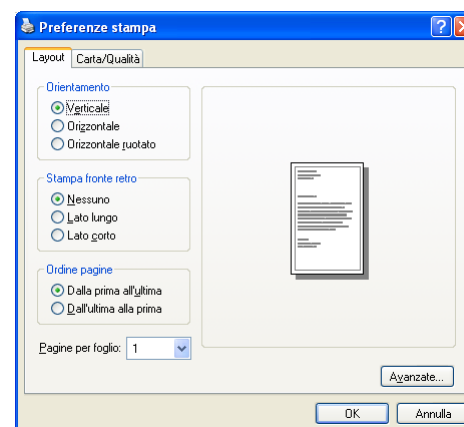 Preferenze stampa
Layout Carta/Qualità
Orientamento
Verticale
Orizzontale
Orizzontale ruotato
Stampa fronte retro
Nessuno
Lato lungo
Lato corto
Ordine pagine
Dalla prima all'ultima
Dall'ultima alla prima
Pagine per foglio: 1
Avanzate...
OK Annulla